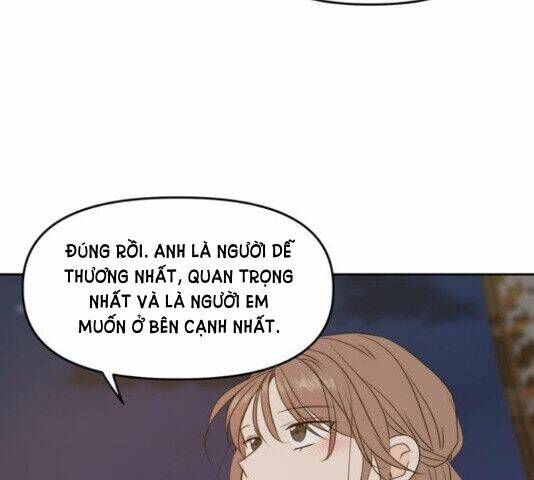 ĐÚNG RỒI. ANH LÀ NGƯỜI DỄ
THƯƠNG NHẤT, QUAN TRỌNG
NHẤT VÀ LÀ NGƯỜI EM
MUỐN Ở BÊN CẠNH NHẤT.